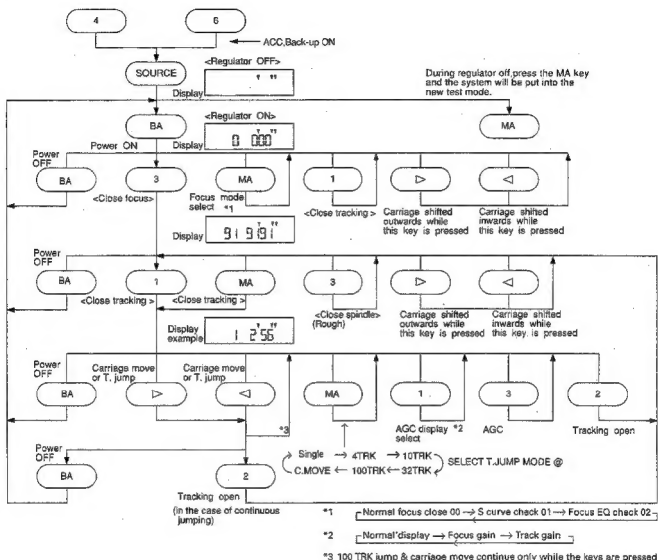 4
6
ACC,Back-up ON
SOURCE
<Regulator OFF>
Display
During regulator off,press the MA key
and the system will be put into the
new test mode.
BA
<Regulator ON>
Power ON
Display
0 000
MA
Power
OFF
BA
3
MA
1
▷
◁
<Close focus>
Focus mode
select *1
<Close tracking >
Carriage shifted
outwards while
this key is pressed
Carriage shifted
inwards while
this key is pressed
Display
91 9191
Power
OFF
BA
1
MA
3
▷
◁
<Close tracking >
<Close tracking >
<Close spindle>
(Rough)
Carriage shifted
outwards while
this key is pressed
Carriage shifted
inwards while
this key is pressed
Display
example
1 2'56"
Power
OFF
Carriage move
or T. jump
Carriage move
or T. jump
BA
▷
◁
MA
1
3
2
*3
AGC display *2
select
AGC
Tracking open
Single → 4TRK → 10TRK
C.MOVE ← 100TRK ← 32TRK
SELECT T.JUMP MODE @
Power
OFF
BA
2
Tracking open
(in the case of continuous
jumping)
*1 Normal focus close 00 → S curve check 01 → Focus EQ check 02
*2 Normal display → Focus gain → Track gain
*3 100 TRK jump & carriage move continue only while the keys are pressed